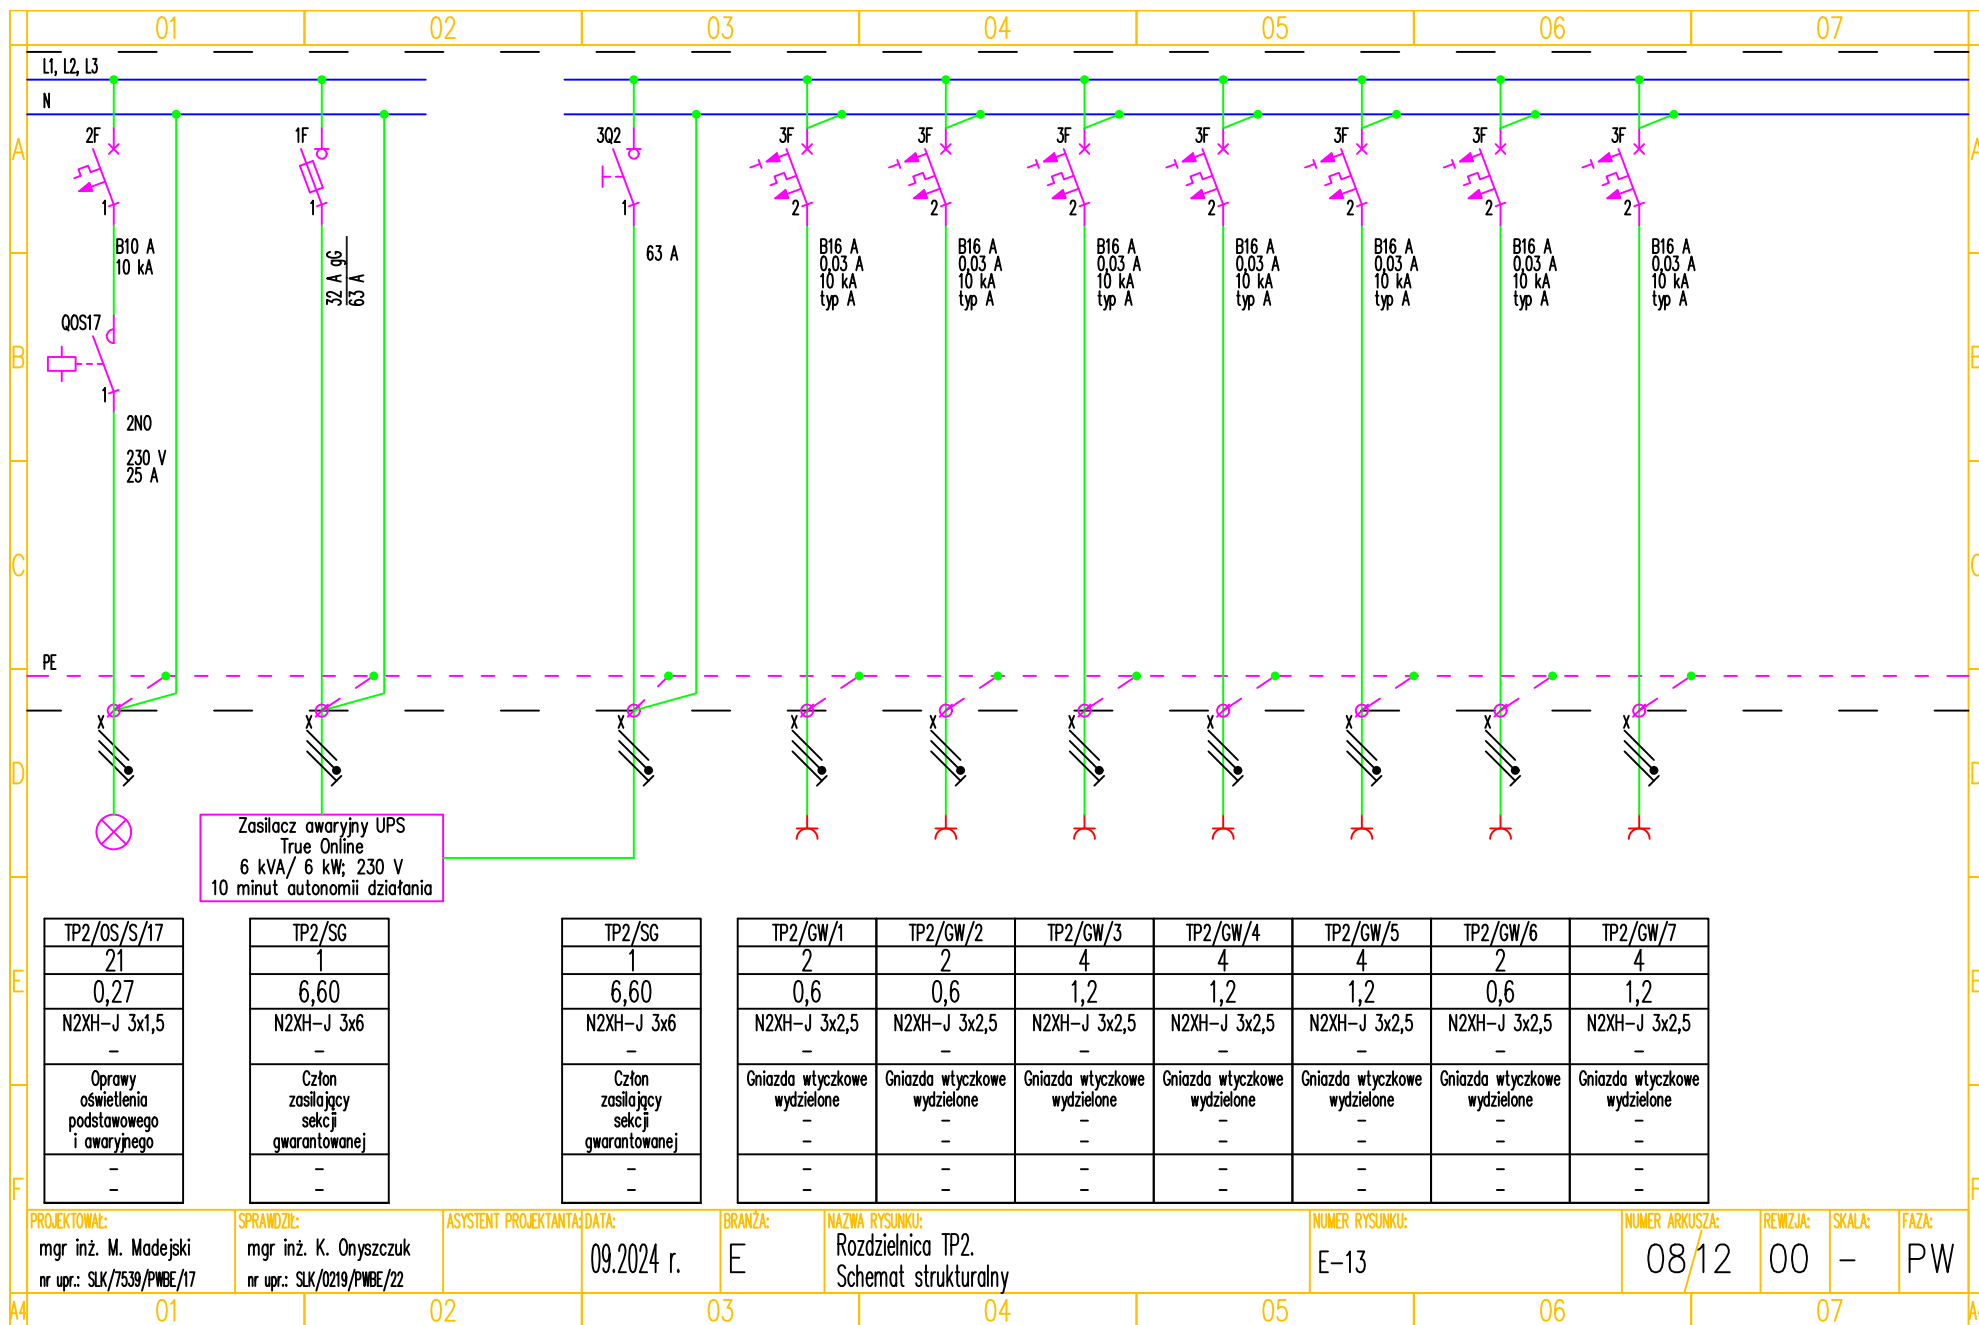 01 02 03 04 05 06 07
L1, L2, L3
N
A A
2F 1F 3Q2 3F 3F 3F 3F 3F 3F 3F
1 1 1 2 2 2 2 2 2 2
B10 A
10 kA
32 A gG
63 A
63 A
B16 A B16 A B16 A B16 A B16 A B16 A B16 A
0,03 A 0,03 A 0,03 A 0,03 A 0,03 A 0,03 A 0,03 A
10 kA 10 kA 10 kA 10 kA 10 kA 10 kA 10 kA
typ A typ A typ A typ A typ A typ A typ A
QOS17
B B
1
2NO
230 V
25 A
C C
PE
x x x x x x x x x x
D D
Zasilacz awaryjny UPS
True Online
6 kVA/ 6 kW; 230 V
10 minut autonomii działania
TP2/OS/S/17 TP2/SG TP2/SG TP2/GW/1 TP2/GW/2 TP2/GW/3 TP2/GW/4 TP2/GW/5 TP2/GW/6 TP2/GW/7
21 1 1 2 2 4 4 4 2 4
E E
0,27 6,60 6,60 0,6 0,6 1,2 1,2 1,2 0,6 1,2
N2XH-J 3x1,5 N2XH-J 3x6 N2XH-J 3x6 N2XH-J 3x2,5 N2XH-J 3x2,5 N2XH-J 3x2,5 N2XH-J 3x2,5 N2XH-J 3x2,5 N2XH-J 3x2,5 N2XH-J 3x2,5
- - - - - - - - - -
Oprawy Człon Człon Gniazda wtyczkowe Gniazda wtyczkowe Gniazda wtyczkowe Gniazda wtyczkowe Gniazda wtyczkowe Gniazda wtyczkowe Gniazda wtyczkowe
oświetlenia zasilający zasilający wydzielone wydzielone wydzielone wydzielone wydzielone wydzielone wydzielone
podstawowego sekcji sekcji - - - - - - -
i awaryjnego gwarantowanej gwarantowanej - - - - - - -
- - - - - - - - - -
- - - - - - - - - -
F F
PROJEKTOWAŁ: SPRAWDZIŁ: ASYSTENT PROJEKTANTA: DATA: BRANŻA: NAZWA RYSUNKU: NUMER RYSUNKU: NUMER ARKUSZA: REWIZJA: SKALA: FAZA:
mgr inż. M. Madejski mgr inż. K. Onyszczuk 09.2024 r. E Rozdzielnica TP2. E-13 08/12 00 - PW
nr upr.: SLK/7539/PWBE/17 nr upr.: SLK/0219/PWBE/22 Schemat strukturalny
A4 01 02 03 04 05 06 07